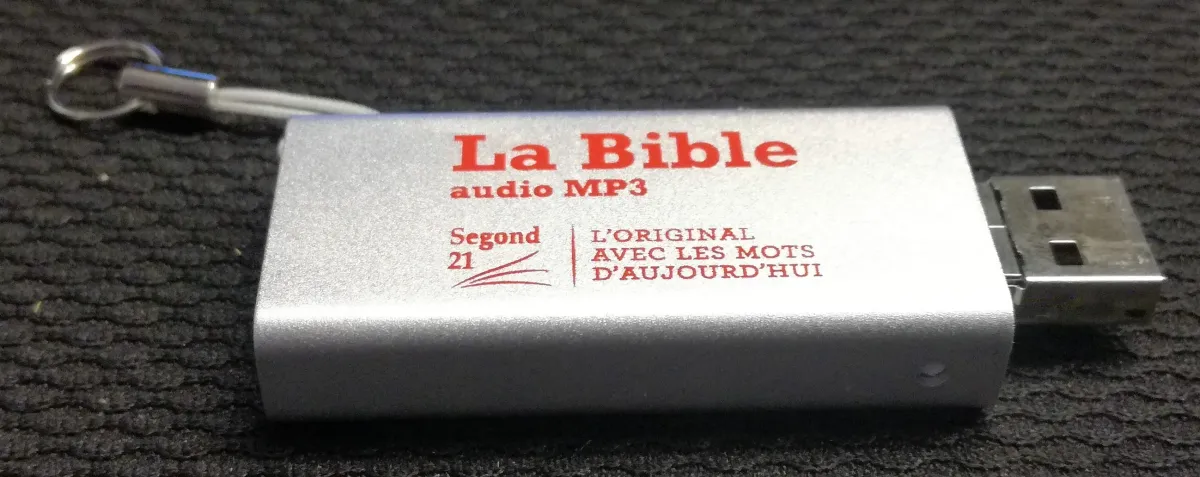 La Bible
audio MP3
Segond
21
L'ORIGINAL
AVEC LES MOTS
D'AUJOURD'HUI